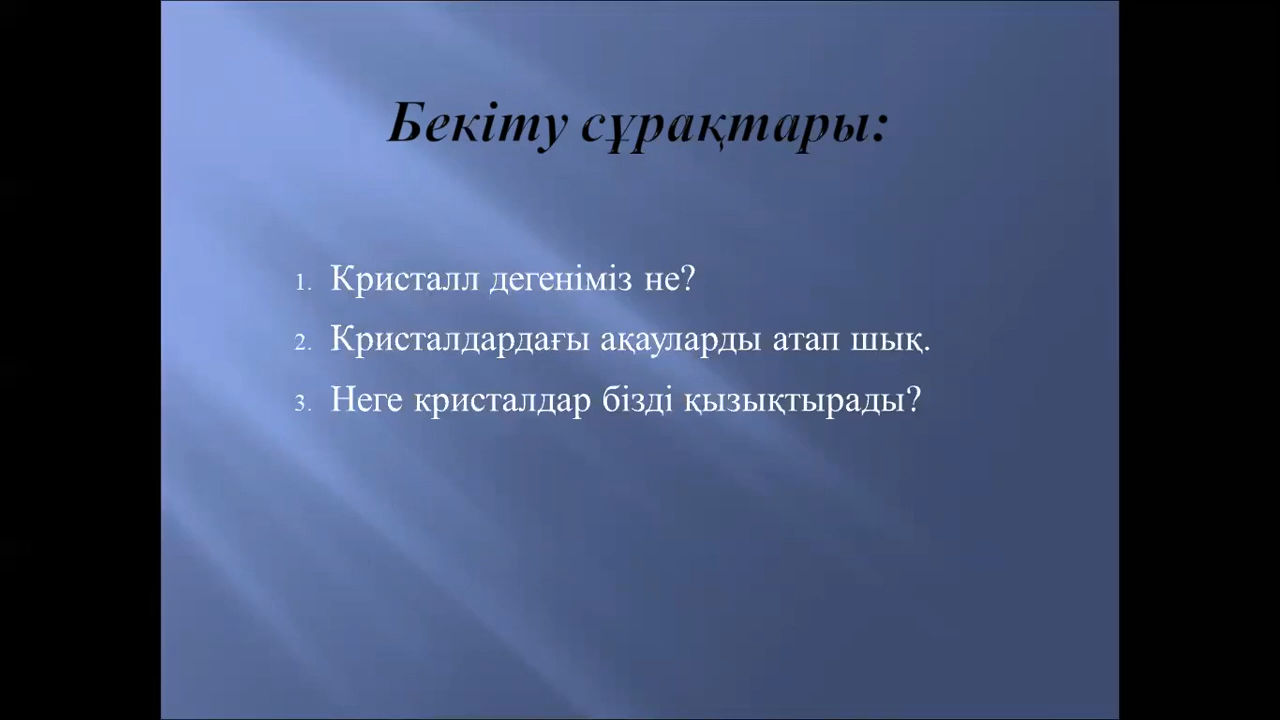 Бекіту сұрақтары:
1. Кристалл дегеніміз не?
2. Кристалдардағы ақауларды атап шық.
3. Неге кристалдар бізді қызықтырады?